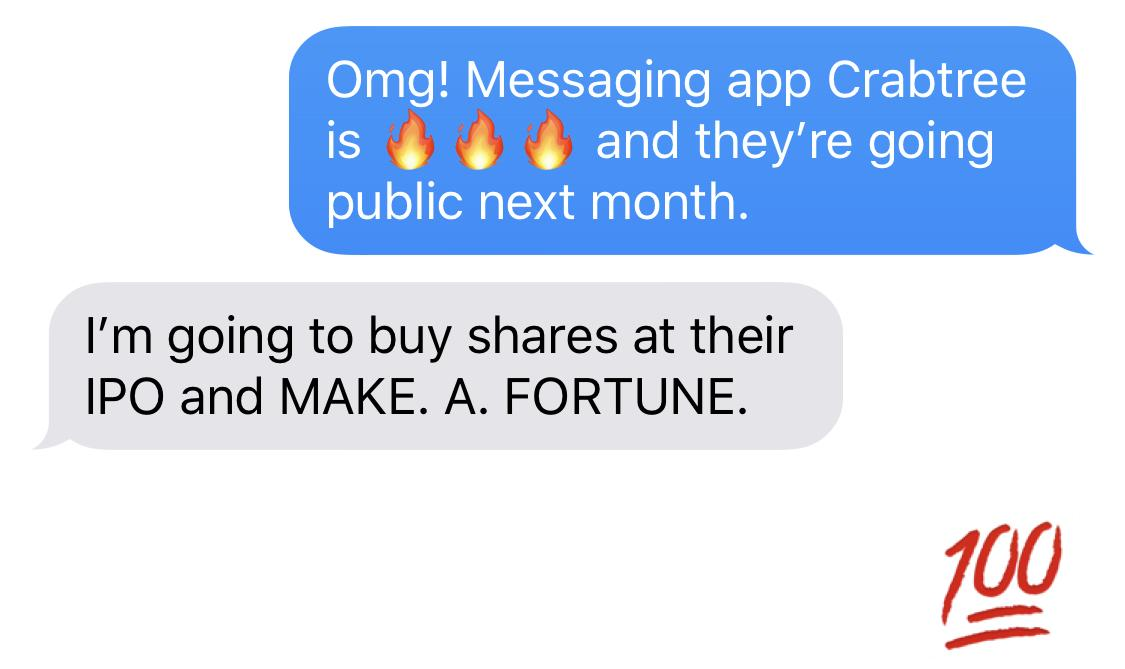 Omg! Messaging app Crabtree
is 🔥🔥🔥 and they’re going
public next month.
I’m going to buy shares at their
IPO and MAKE. A. FORTUNE.
💯